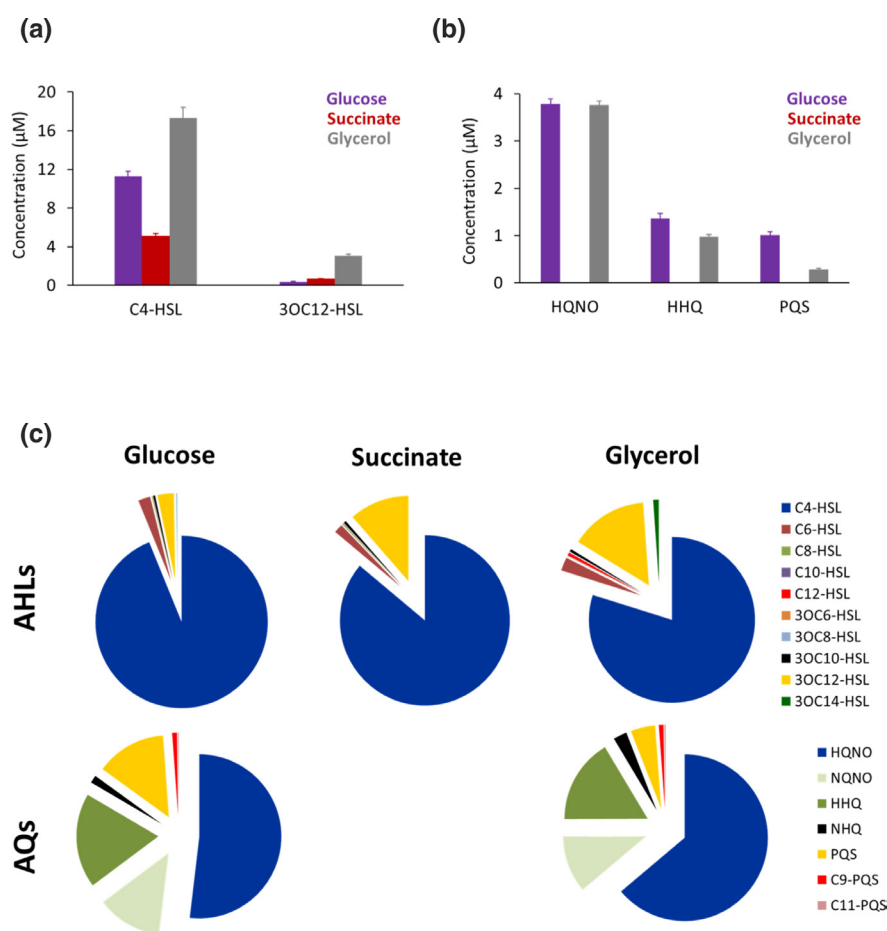 (a)
20
16
12
8
4
0
Concentration (µM)
Glucose
Succinate
Glycerol
C4-HSL
3OC12-HSL
(b)
4
3
2
1
0
Concentration (µM)
Glucose
Succinate
Glycerol
HQNO
HHQ
PQS
(c)
Glucose
Succinate
Glycerol
AHLs
C4-HSL
C6-HSL
C8-HSL
C10-HSL
C12-HSL
3OC6-HSL
3OC8-HSL
3OC10-HSL
3OC12-HSL
3OC14-HSL
AQs
HQNO
NQNO
HHQ
NHQ
PQS
C9-PQS
C11-PQS